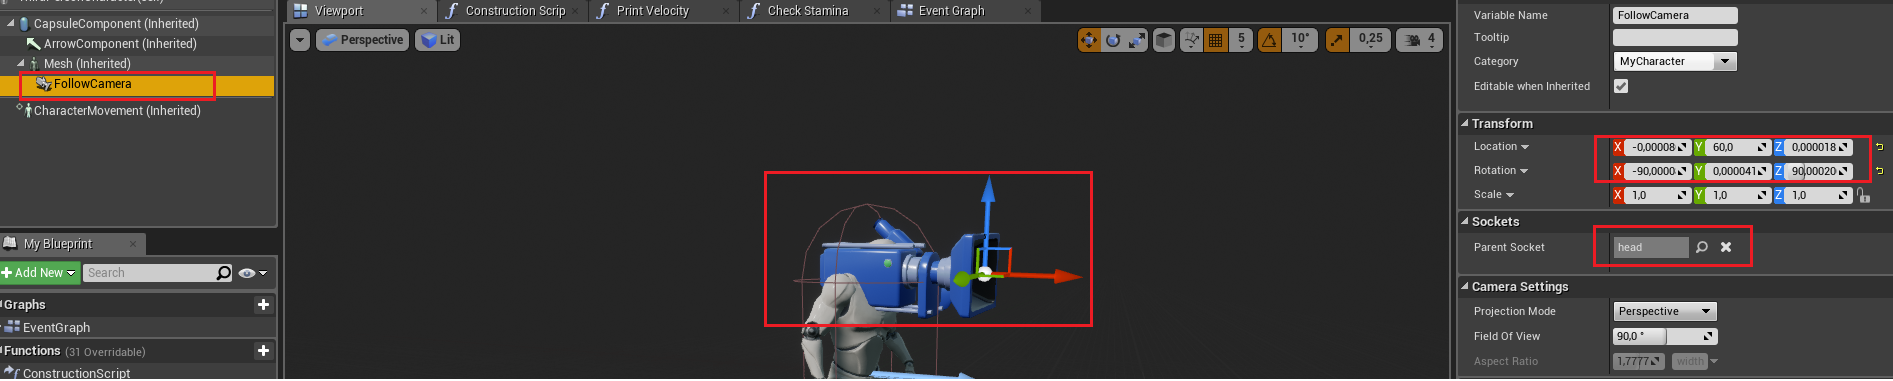 CapsuleComponent (Inherited)
ArrowComponent (Inherited)
Mesh (Inherited)
FollowCamera
CharacterMovement (Inherited)
My Blueprint
Add New
Search
Graphs
EventGraph
Functions (31 Overridable)
ConstructionScript
Viewport
Construction Scrip
Print Velocity
Check Stamina
Event Graph
Perspective
Lit
5
10°
0,25
4
Variable Name FollowCamera
Tooltip
Category MyCharacter
Editable when Inherited
Transform
Location X -0,00008 Y 60,0 Z 0,000018
Rotation X -90,0000 Y 0,000041 Z 90,00020
Scale X 1,0 Y 1,0 Z 1,0
Sockets
Parent Socket head
Camera Settings
Projection Mode Perspective
Field Of View 90,0 °
Aspect Ratio 1,7777 width